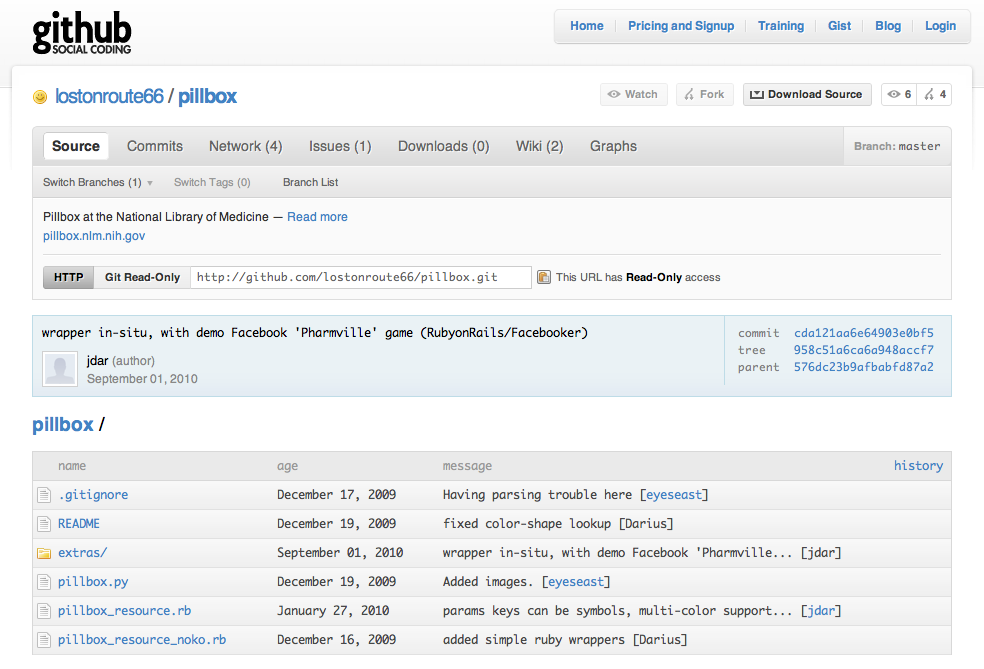 github
SOCIAL CODING
Home Pricing and Signup Training Gist Blog Login
lostonroute66 / pillbox
Watch Fork Download Source 6 4
Source Commits Network (4) Issues (1) Downloads (0) Wiki (2) Graphs Branch: master
Switch Branches (1) Switch Tags (0) Branch List
Pillbox at the National Library of Medicine — Read more
pillbox.nlm.nih.gov
HTTP Git Read-Only http://github.com/lostonroute66/pillbox.git This URL has Read-Only access
wrapper in-situ, with demo Facebook 'Pharmville' game (RubyonRails/Facebooker)
jdar (author)
September 01, 2010
commit cda121aa6e64903e0bf5
tree 958c51a6ca6a948accf7
parent 576dc23b9afbabfd87a2
pillbox /
name age message history
.gitignore December 17, 2009 Having parsing trouble here [eyeseast]
README December 19, 2009 fixed color-shape lookup [Darius]
extras/ September 01, 2010 wrapper in-situ, with demo Facebook 'Pharmville... [jdar]
pillbox.py December 19, 2009 Added images. [eyeseast]
pillbox_resource.rb January 27, 2010 params keys can be symbols, multi-color support... [jdar]
pillbox_resource_noko.rb December 16, 2009 added simple ruby wrappers [Darius]